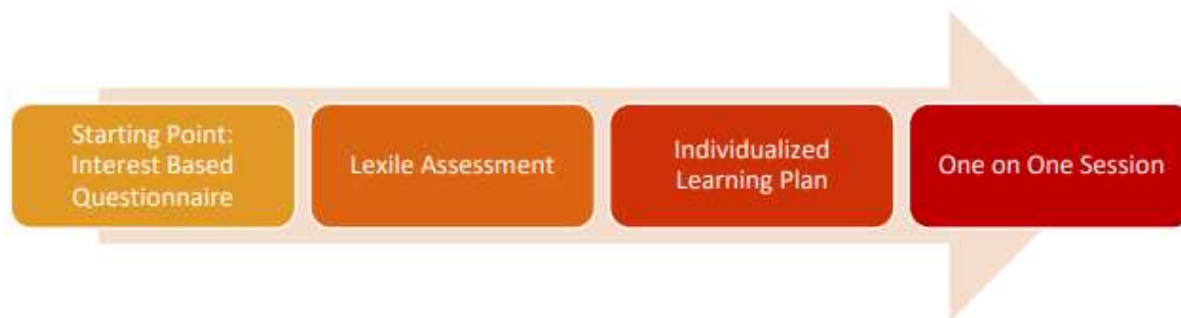 Starting Point:
Interest Based
Questionnaire
Lexile Assessment
Individualized
Learning Plan
One on One Session